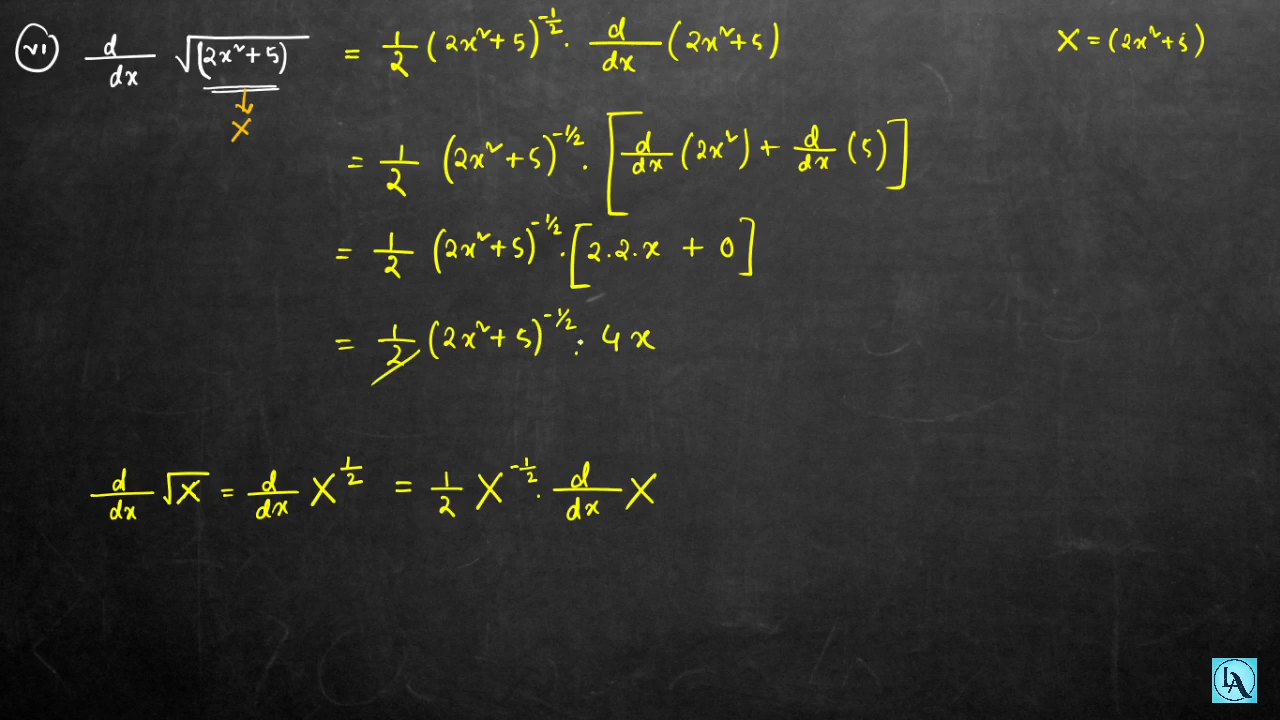 (vi) d/dx √(2x²+5) = 1/2 (2x²+5)^-1/2 · d/dx (2x²+5) X = (2x²+5)
↓
X
= 1/2 (2x²+5)^-1/2 · [d/dx (2x²) + d/dx (5)]
= 1/2 (2x²+5)^-1/2 · [2.2.x + 0]
= 1/2 (2x²+5)^-1/2 · 4x
d/dx √X = d/dx X^1/2 = 1/2 X^-1/2 · d/dx X
LA